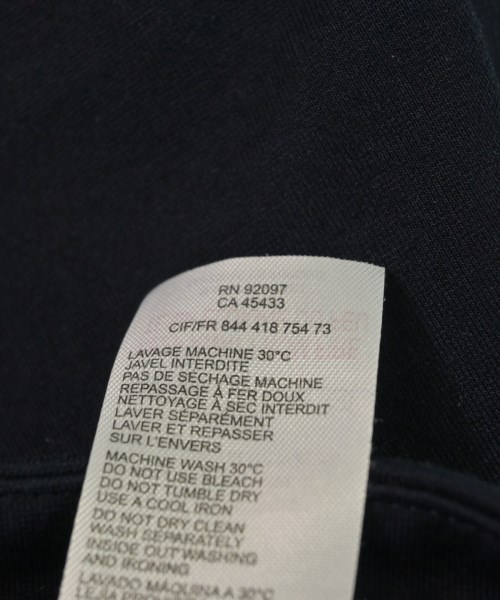 RN 92097
CA 45433
CIF/FR 844 418 754 73
LAVAGE MACHINE 30°C
JAVEL INTERDITE
PAS DE SECHAGE MACHINE
REPASSAGE À FER DOUX
NETTOYAGE À SEC INTERDIT
LAVER SÉPARÉMENT
LAVER ET REPASSER
SUR L'ENVERS
MACHINE WASH 30°C
DO NOT USE BLEACH
DO NOT TUMBLE DRY
USE A COOL IRON
DO NOT DRY CLEAN
WASH SEPARATELY
INSIDE OUT WASHING
AND IRONING
LAVADO MÁQUINA A 30°C